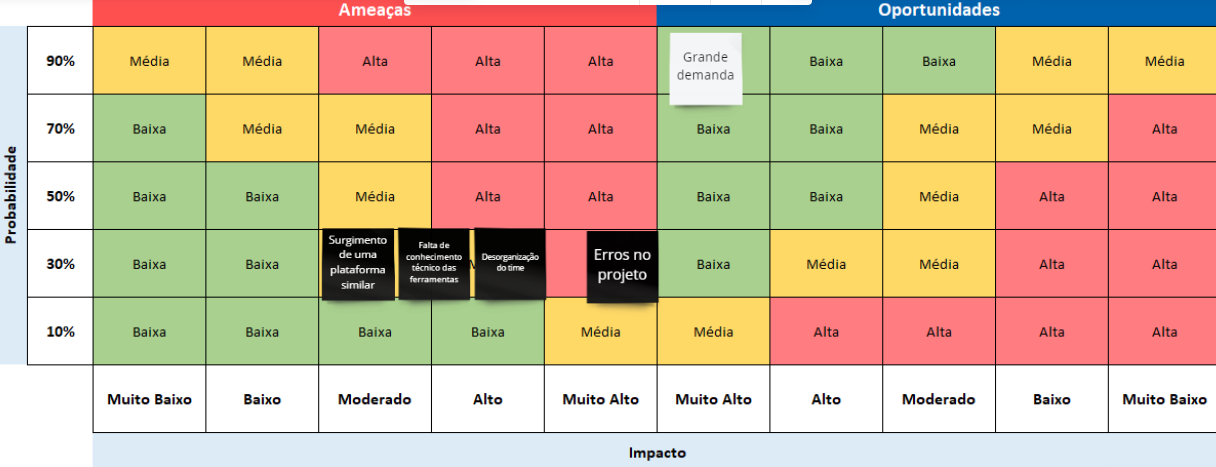 Ameaças Oportunidades
90% Média Média Alta Alta Alta Grande demanda Baixa Baixa Média Média
70% Baixa Média Média Alta Alta Baixa Baixa Média Média Alta
50% Baixa Baixa Média Alta Alta Baixa Baixa Média Alta Alta
Probabilidade
30% Baixa Baixa Surgimento de uma plataforma similar Falta de conhecimento técnico das ferramentas Desorganização do time Erros no projeto Baixa Média Média Alta Alta
10% Baixa Baixa Baixa Baixa Média Média Alta Alta Alta Alta
Muito Baixo Baixo Moderado Alto Muito Alto Muito Alto Alto Moderado Baixo Muito Baixo
Impacto